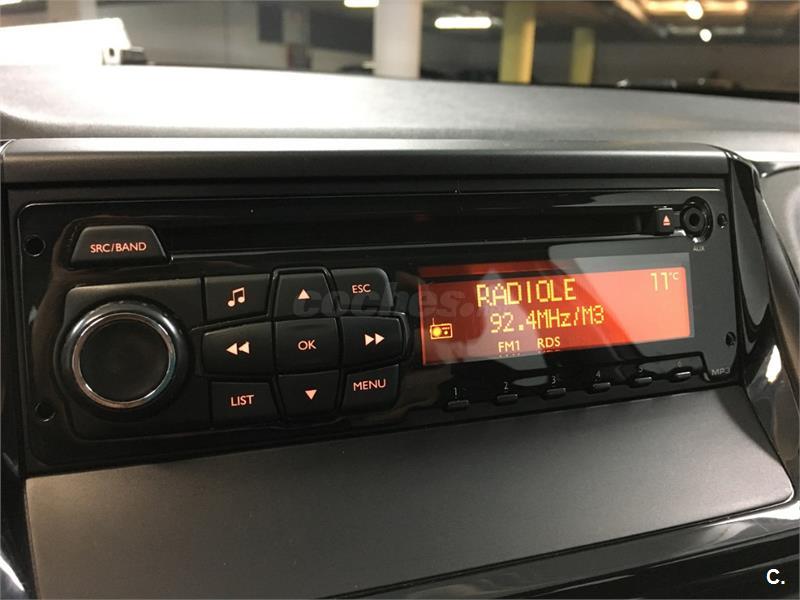 SRC/BAND
AUX
ESC
RADIOLE
11°C
92.4MHz/M3
OK
FM1 RDS
LIST
MENU
1 2 3 4 5 6
MP3
coches.
C.